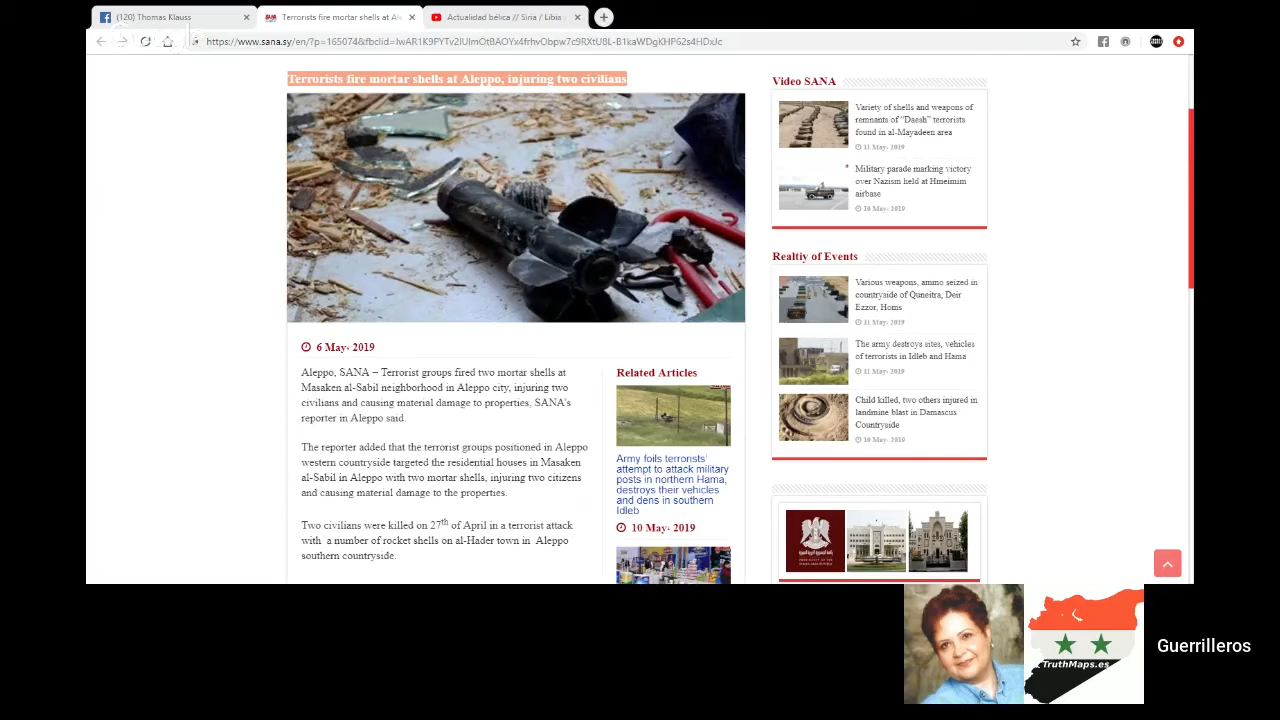 (120) Thomas Klauss
Terrorists fire mortar shells at Al
Actualidad bélica // Siria / Libia
Terrorists fire mortar shells at Aleppo, injuring two civilians
6 May، 2019
Aleppo, SANA – Terrorist groups fired two mortar shells at
Masaken al-Sabil neighborhood in Aleppo city, injuring two
civilians and causing material damage to properties, SANA's
reporter in Aleppo said.
The reporter added that the terrorist groups positioned in Aleppo
western countryside targeted the residential houses in Masaken
al-Sabil in Aleppo with two mortar shells, injuring two citizens
and causing material damage to the properties.
Two civilians were killed on 27th of April in a terrorist attack
with a number of rocket shells on al-Hader town in Aleppo
southern countryside.
Related Articles
Army foils terrorists'
attempt to attack military
posts in northern Hama,
destroys their vehicles
and dens in southern
Idleb
10 May، 2019
Video SANA
Variety of shells and weapons of
remnants of “Daesh” terrorists
found in al-Mayadeen area
11 May، 2019
Military parade marking victory
over Nazism held at Hmeimim
airbase
10 May، 2019
Realtiy of Events
Various weapons, ammo seized in
countryside of Quneitra, Deir
Ezzor, Homs
11 May، 2019
The army destroys sites, vehicles
of terrorists in Idleb and Hama
11 May، 2019
Child killed, two others injured in
landmine blast in Damascus
Countryside
10 May، 2019
TruthMaps.es
Guerrilleros